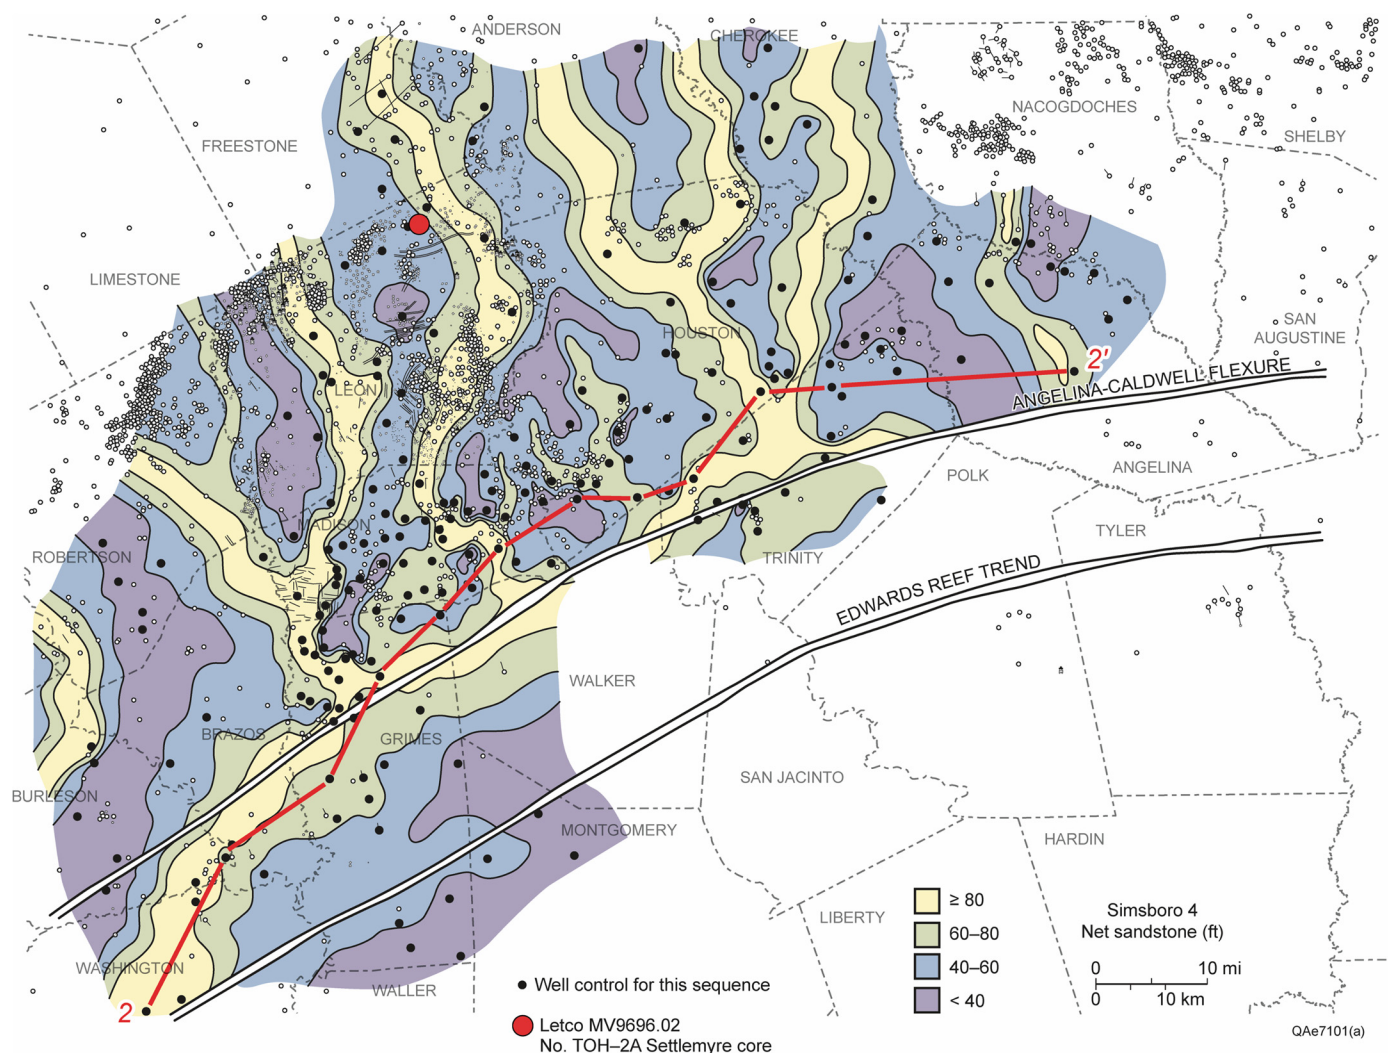 ANDERSON
CHEROKEE
NACOGDOCHES
SHELBY
FREESTONE
LIMESTONE
SAN
AUGUSTINE
HOUSTON
2'
ANGELINA-CALDWELL FLEXURE
LEON
POLK
ANGELINA
MADISON
TYLER
ROBERTSON
TRINITY
EDWARDS REEF TREND
WALKER
BRAZOS
GRIMES
SAN JACINTO
BURLESON
MONTGOMERY
HARDIN
LIBERTY
WASHINGTON
WALLER
2
≥ 80
60–80
40–60
< 40
Simsboro 4
Net sandstone (ft)
0 10 mi
0 10 km
Well control for this sequence
Letco MV9696.02
No. TOH–2A Settlemyre core
QAe7101(a)